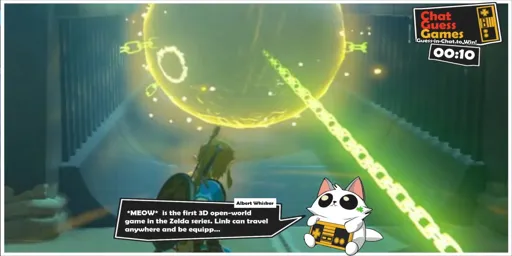 Chat
Guess
Games
Guess-in-Chat to Win!
00:10
Albert Whisker
*MEOW* is the first 3D open-world
game in the Zelda series. Link can travel
anywhere and be equipp...